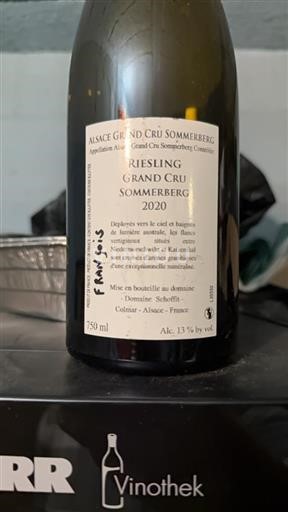 ALSACE GRAND CRU SOMMERBERG
Appellation Alsace Grand Cru Sommerberg Contrôlée
RIESLING
GRAND CRU
SOMMERBERG
2020
Déployés vers le ciel et baignés
de lumière australe, les flancs
vertigineux situés entre
Niedermorschwihr et Katzenthal
sont creusés d'arènes granitiques
d'une exceptionnelle minéralité.
Mise en bouteille au domaine
- Domaine Schoffit -
Colmar - Alsace - France
750 ml
Alc. 13 % by vol.
FRANÇOIS
RR
Vinothek